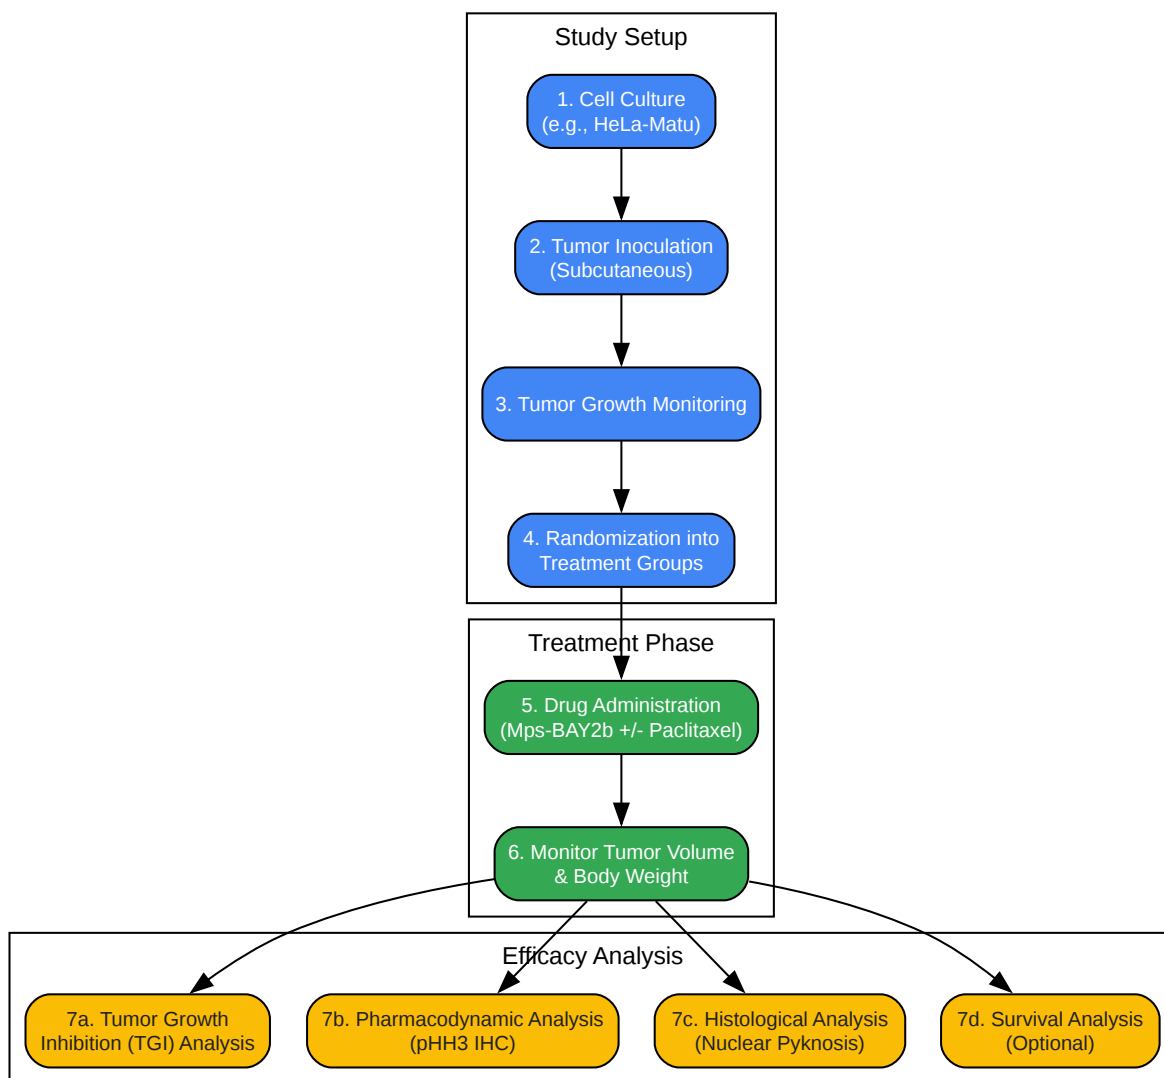 Study Setup
1. Cell Culture
(e.g., HeLa-Matu)
2. Tumor Inoculation
(Subcutaneous)
3. Tumor Growth Monitoring
4. Randomization into
Treatment Groups
Treatment Phase
5. Drug Administration
(Mps-BAY2b +/- Paclitaxel)
6. Monitor Tumor Volume
& Body Weight
Efficacy Analysis
7a. Tumor Growth
Inhibition (TGI) Analysis
7b. Pharmacodynamic Analysis
(pHH3 IHC)
7c. Histological Analysis
(Nuclear Pyknosis)
7d. Survival Analysis
(Optional)